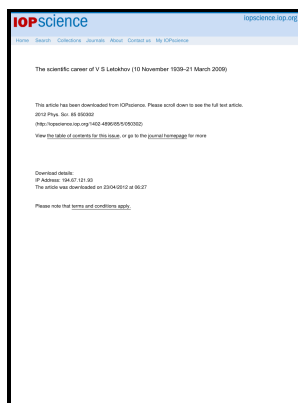 IOPscience
iopscience.iop.org
Home Search Collections Journals About Contact us My IOPscience
The scientific career of V S Letokhov (10 November 1939–21 March 2009)
This article has been downloaded from IOPscience. Please scroll down to see the full text article.
2012 Phys. Scr. 85 050302
(http://iopscience.iop.org/1402-4896/85/5/050302)
View the table of contents for this issue, or go to the journal homepage for more
Download details:
IP Address: 194.67.121.93
The article was downloaded on 23/04/2012 at 06:27
Please note that terms and conditions apply.